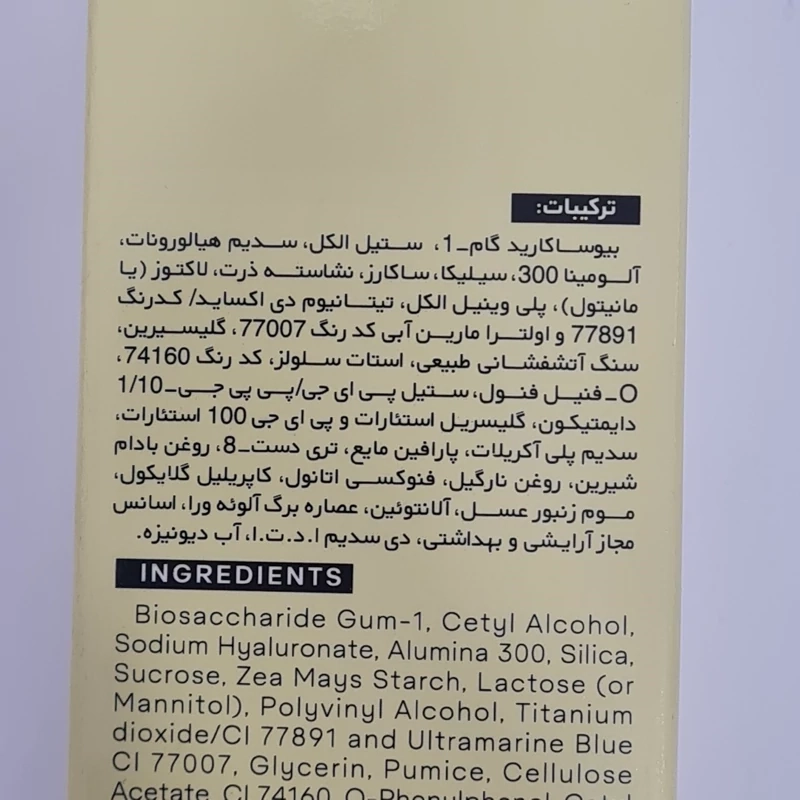 ترکیبات:
بیوساکارید گام-1، ستیل الکل، سدیم هیالورونات،
آلومینا 300، سیلیکا، ساکارز، نشاسته ذرت، لاکتوز (یا
مانیتول)، پلی وینیل الکل، تیتانیوم دی اکساید/ کدرنگ
77891 و اولترا مارین آبی کد رنگ 77007، گلیسیرین،
سنگ آتشفشانی طبیعی، استات سلولز، کد رنگ 74160،
O-فنیل فنول، ستیل پی ای جی/پی پی جی-1/10
دایمتیکون، گلیسریل استئارات و پی ای جی 100 استئارات،
سدیم پلی آکریلات، پارافین مایع، تری دست-8، روغن بادام
شیرین، روغن نارگیل، فنوکسی اتانول، کاپریلیل گلایکول،
موم زنبور عسل، آلانتوئین، عصاره برگ آلوئه ورا، اسانس
مجاز آرایشی و بهداشتی، دی سدیم ا.د.ت.ا، آب دیونیزه.
INGREDIENTS
Biosaccharide Gum-1, Cetyl Alcohol,
Sodium Hyaluronate, Alumina 300, Silica,
Sucrose, Zea Mays Starch, Lactose (or
Mannitol), Polyvinyl Alcohol, Titanium
dioxide/CI 77891 and Ultramarine Blue
CI 77007, Glycerin, Pumice, Cellulose
Acetate, CI 74160, O-Phenylphenol, Cetyl